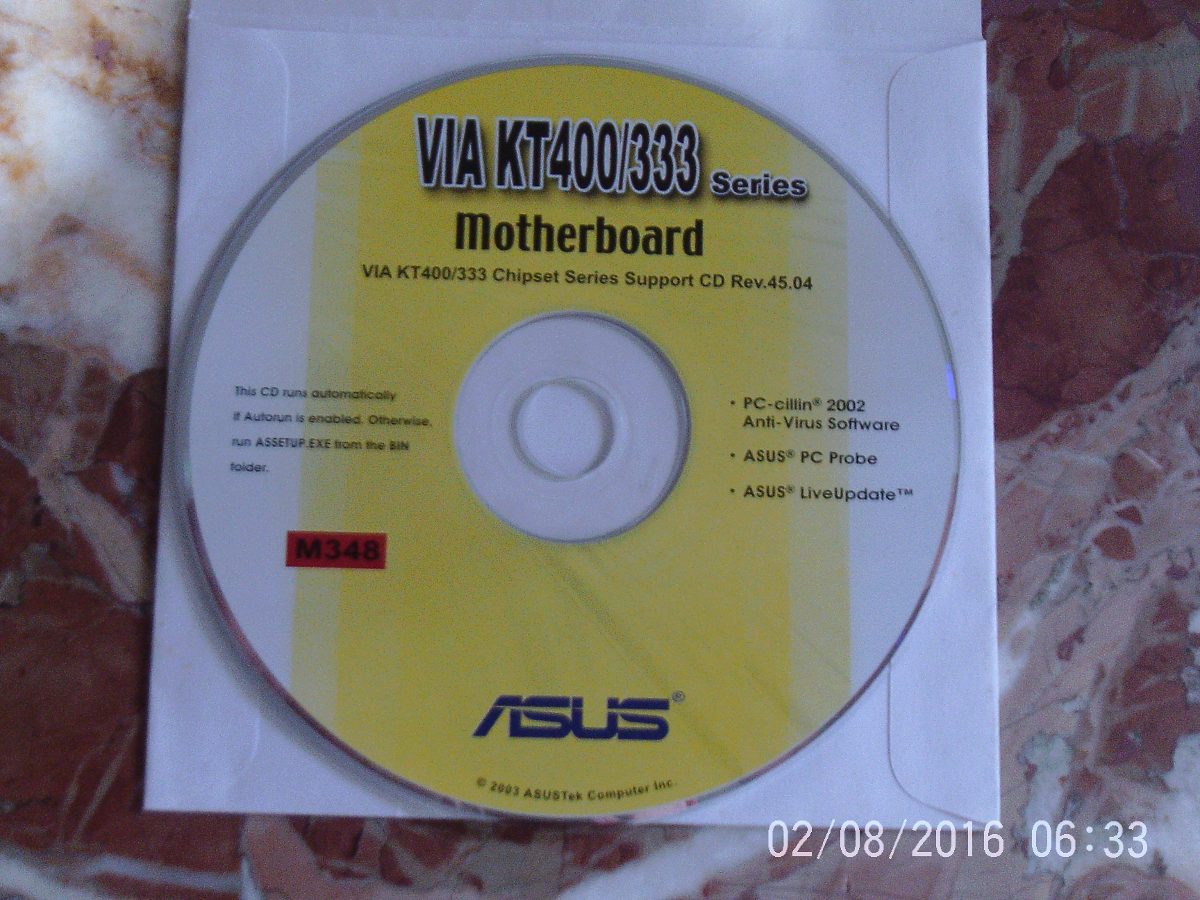 VIA KT400/333 Series
Motherboard
VIA KT400/333 Chipset Series Support CD Rev.45.04
This CD runs automatically
if Autorun is enabled. Otherwise,
run ASSETUP.EXE from the BIN
folder.
• PC-cillin® 2002
Anti-Virus Software
• ASUS® PC Probe
• ASUS® LiveUpdate™
M348
ASUS®
© 2003 ASUSTek Computer Inc.
02/08/2016 06:33